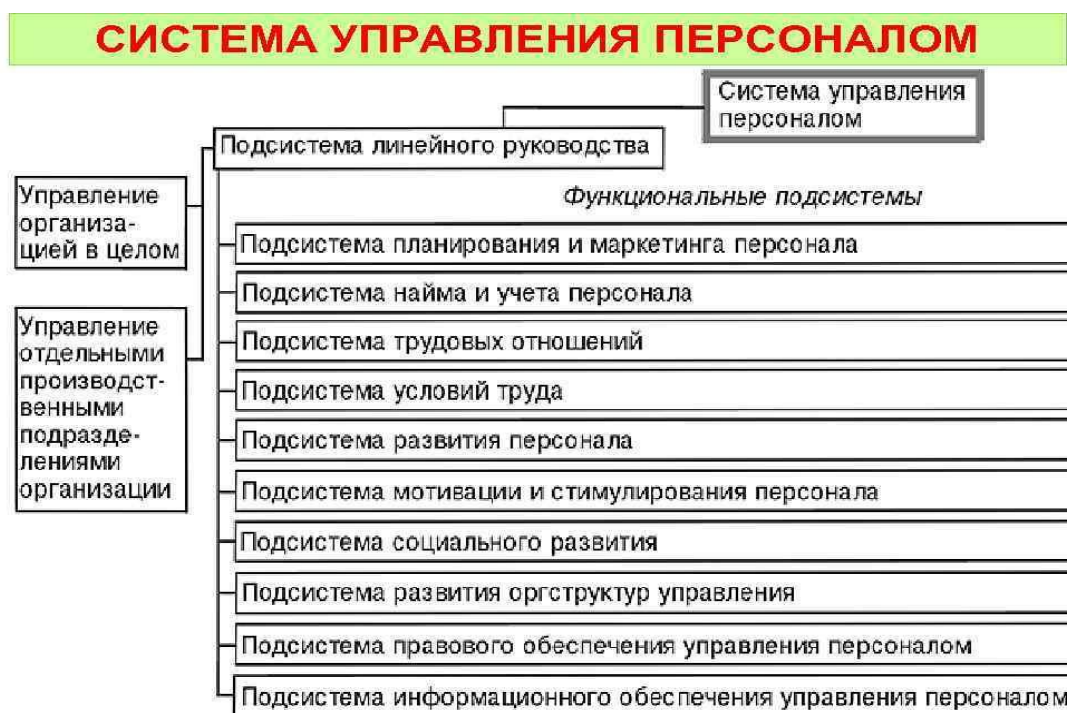 СИСТЕМА УПРАВЛЕНИЯ ПЕРСОНАЛОМ
Система управления
персоналом
Подсистема линейного руководства
Управление
организа-
цией в целом
Функциональные подсистемы
Подсистема планирования и маркетинга персонала
Подсистема найма и учета персонала
Управление
отдельными
производст-
венными
подразде-
лениями
организации
Подсистема трудовых отношений
Подсистема условий труда
Подсистема развития персонала
Подсистема мотивации и стимулирования персонала
Подсистема социального развития
Подсистема развития оргструктур управления
Подсистема правового обеспечения управления персоналом
Подсистема информационного обеспечения управления персоналом